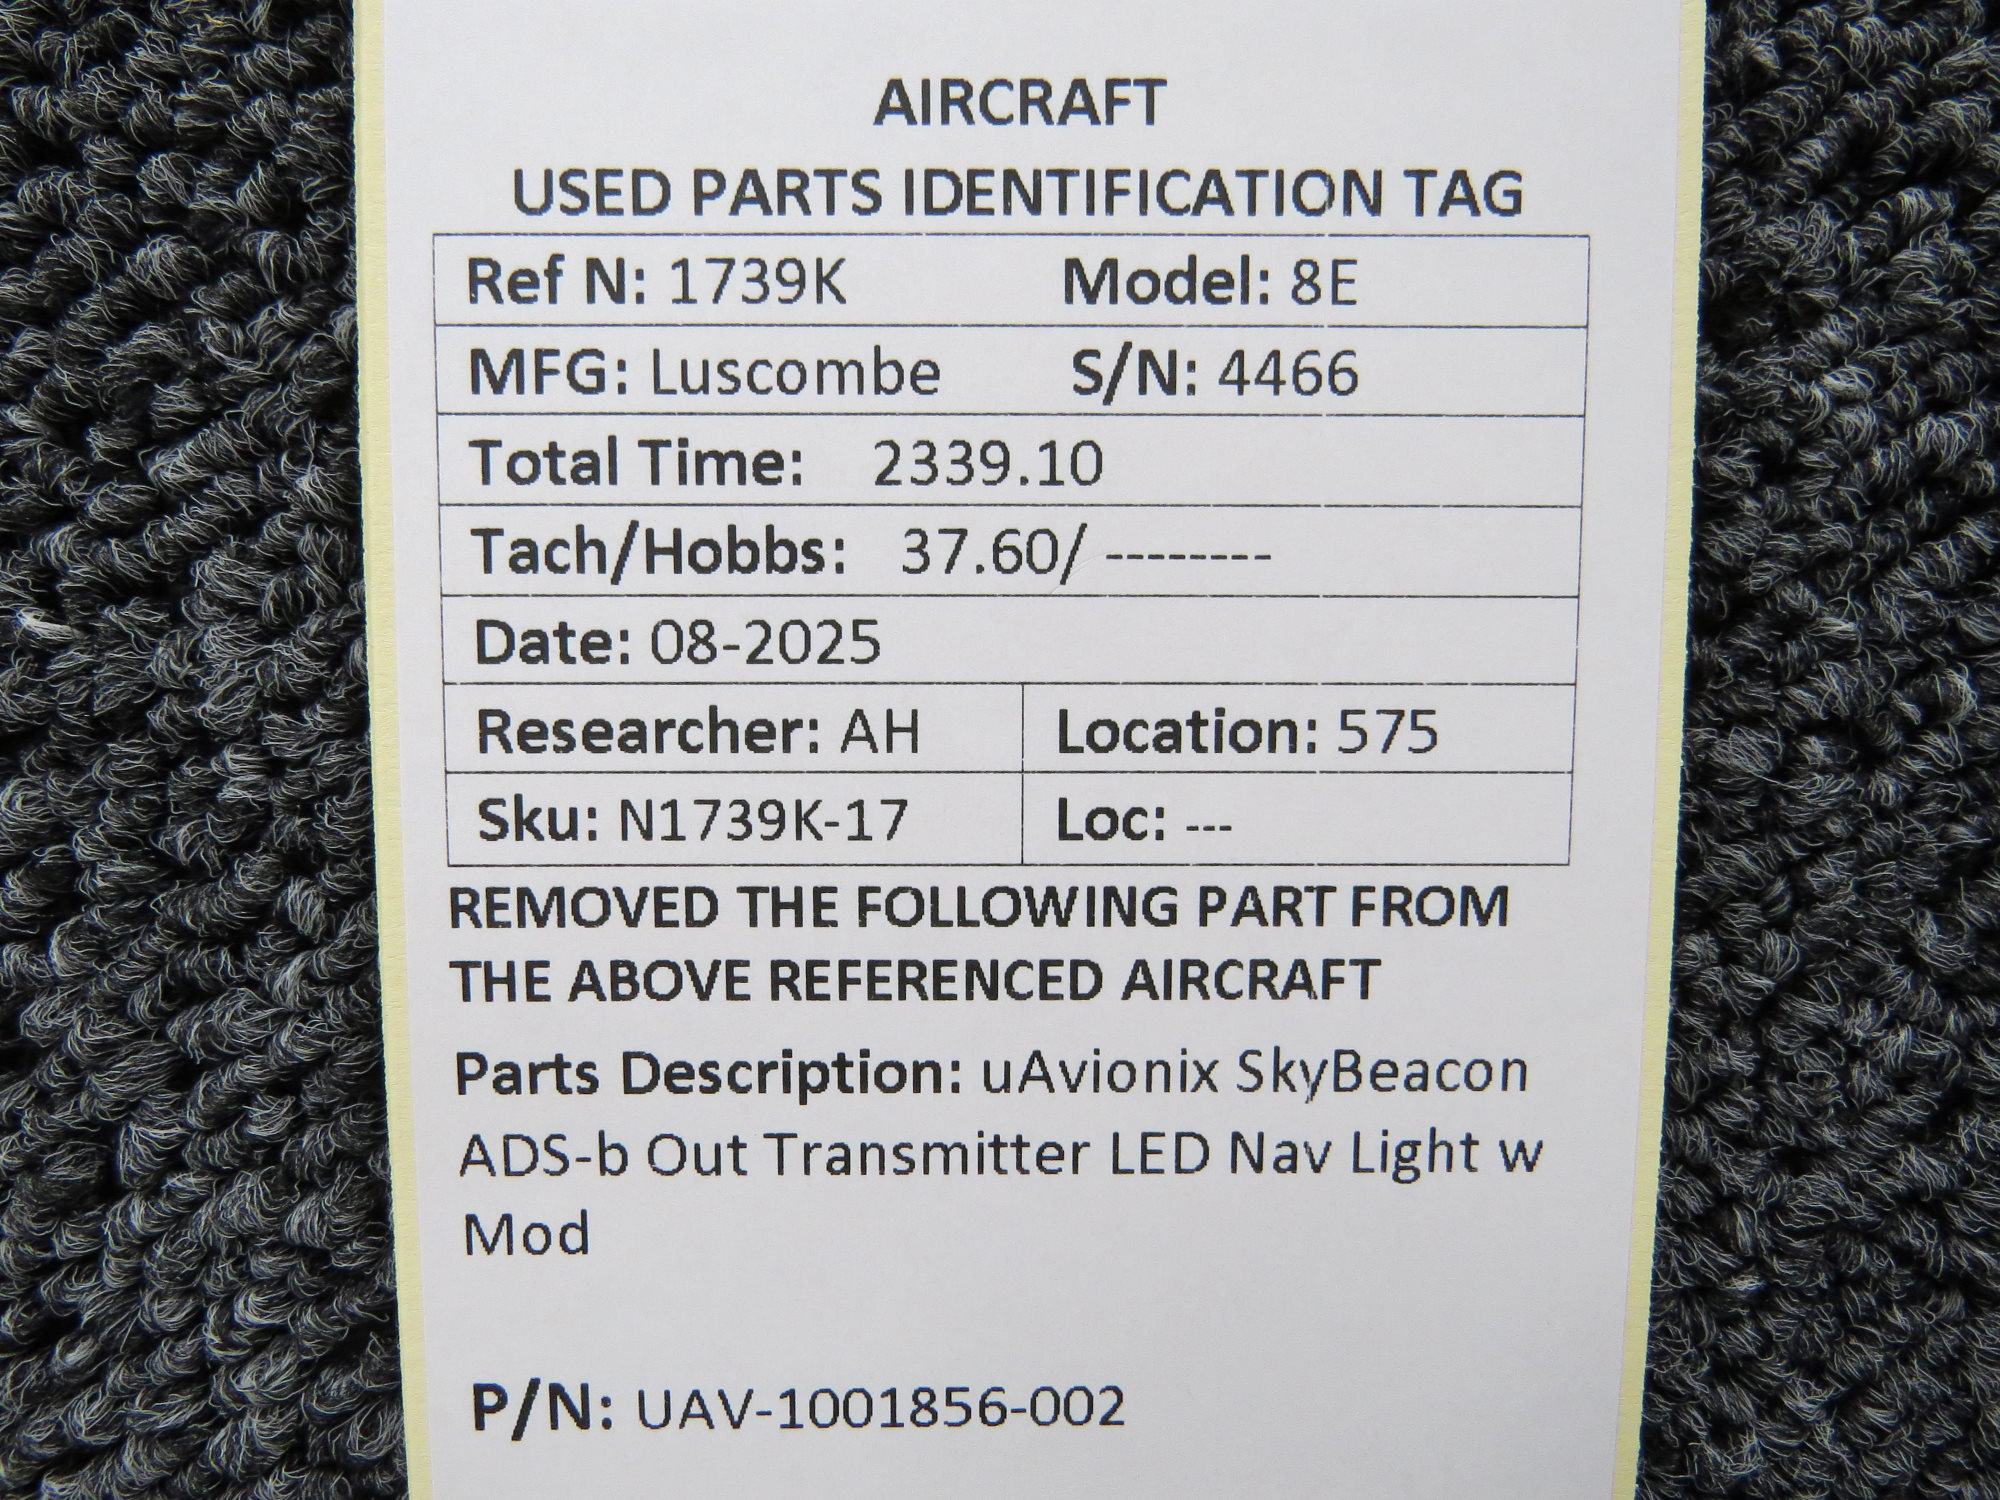 AIRCRAFT
USED PARTS IDENTIFICATION TAG
Ref N: 1739K Model: 8E
MFG: Luscombe S/N: 4466
Total Time: 2339.10
Tach/Hobbs: 37.60/ --------
Date: 08-2025
Researcher: AH Location: 575
Sku: N1739K-17 Loc: ---
REMOVED THE FOLLOWING PART FROM
THE ABOVE REFERENCED AIRCRAFT
Parts Description: uAvionix SkyBeacon
ADS-b Out Transmitter LED Nav Light w
Mod
P/N: UAV-1001856-002